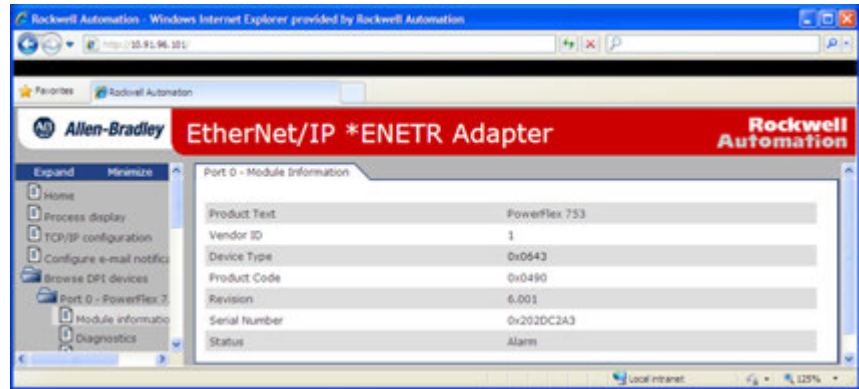 Rockwell Automation - Windows Internet Explorer provided by Rockwell Automation
http://10.91.96.101/
Favorites Rockwell Automation
AB Allen-Bradley EtherNet/IP *ENETR Adapter Rockwell Automation
Expand Minimize
Home
Process display
TCP/IP configuration
Configure e-mail notifica
Browse DPI devices
Port 0 - PowerFlex 7
Module informatio
Diagnostics
Port 0 - Module Information
Product Text PowerFlex 753
Vendor ID 1
Device Type 0x0643
Product Code 0x0490
Revision 6.001
Serial Number 0x202DC2A3
Status Alarm
Local intranet 125%